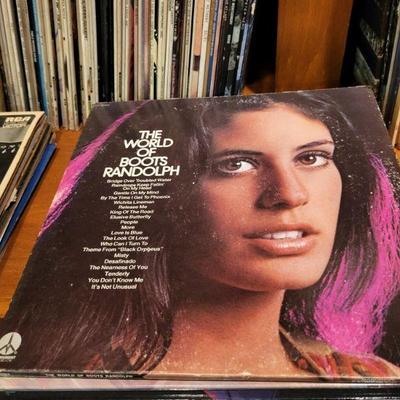 THE
WORLD
OF
BOOTS
RANDOLPH
Bridge Over Troubled Water
Raindrops Keep Fallin'
On My Head
Gentle On My Mind
By The Time I Get To Phoenix
Wichita Lineman
Release Me
King Of The Road
Elusive Butterfly
People
More
Love Is Blue
The Look Of Love
Who Can I Turn To
Theme From "Black Orpheus"
Misty
Desafinado
The Nearness Of You
Tenderly
You Don't Know Me
It's Not Unusual
THE WORLD OF BOOTS RANDOLPH
RCA
VICTOR